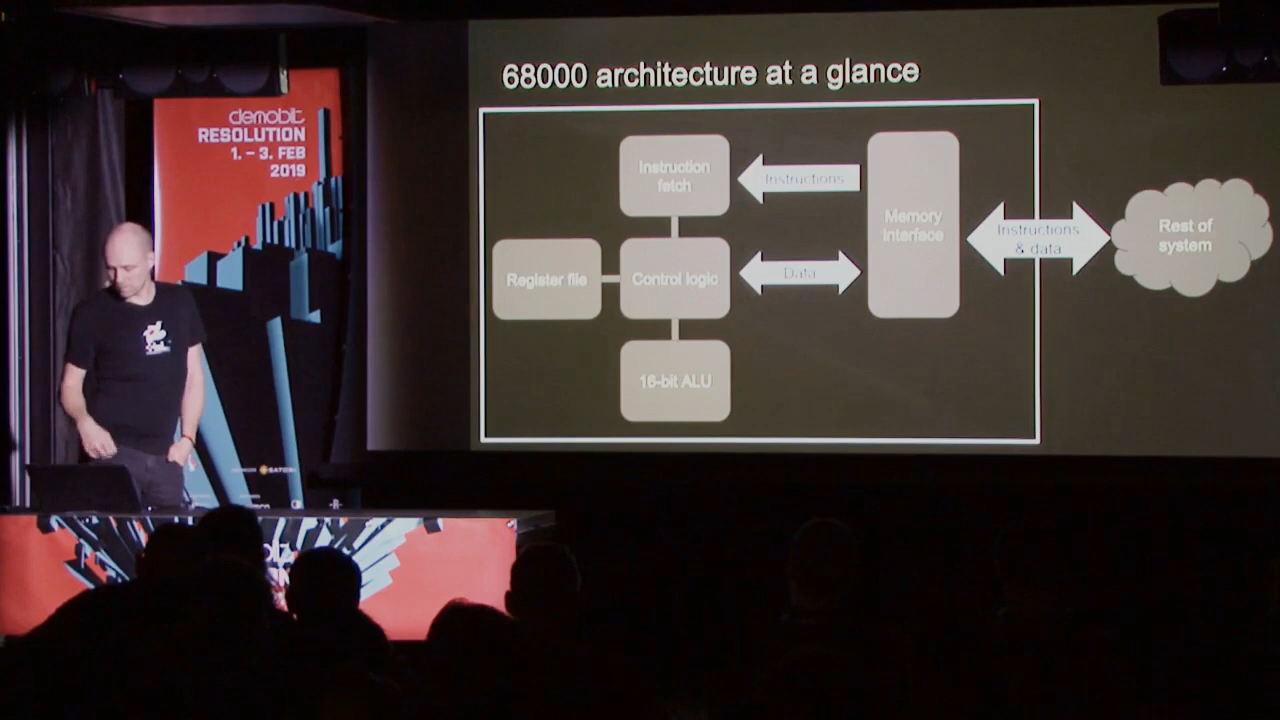 demobit
RESOLUTION
1. – 3. FEB
2019
68000 architecture at a glance
Instruction
fetch
Instructions
Memory
interface
Instructions
& data
Rest of
system
Register file
Control logic
Data
16-bit ALU